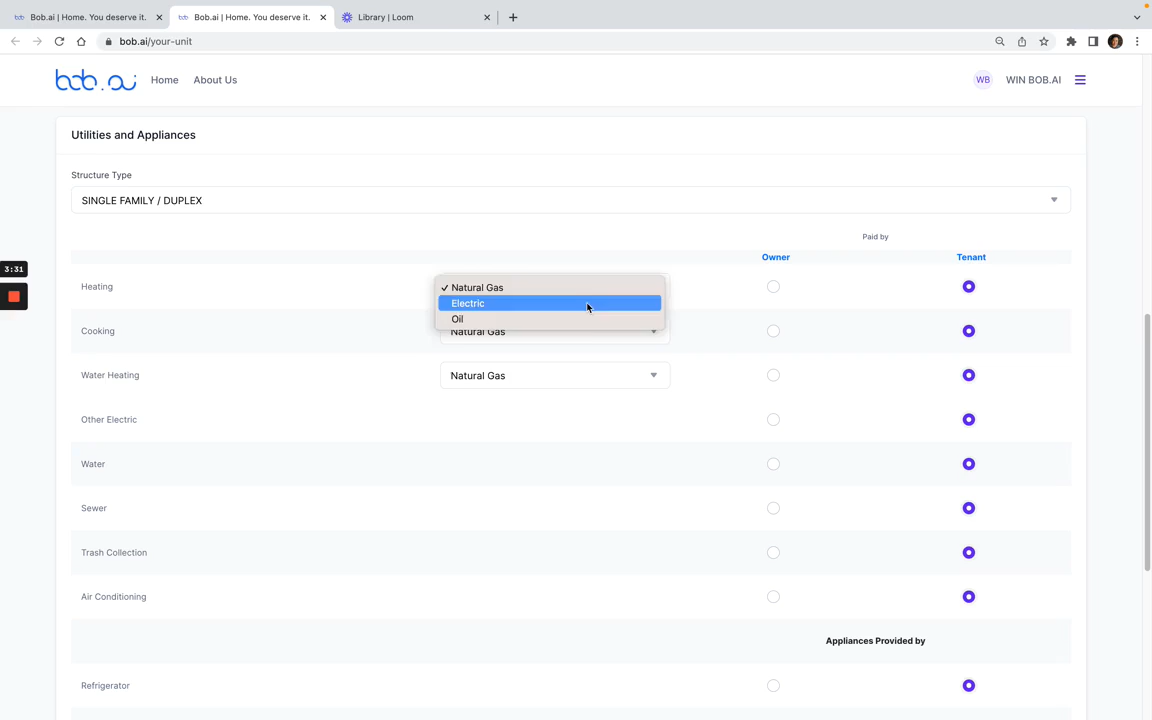 Bob.ai | Home. You deserve it.
Bob.ai | Home. You deserve it.
Library | Loom
bob.ai/your-unit
bob.ai
Home
About Us
WB
WIN BOB.AI
Utilities and Appliances
Structure Type
SINGLE FAMILY / DUPLEX
Paid by
Owner
Tenant
3:31
Heating
✓ Natural Gas
Electric
Oil
Cooking
Natural Gas
Water Heating
Natural Gas
Other Electric
Water
Sewer
Trash Collection
Air Conditioning
Appliances Provided by
Refrigerator